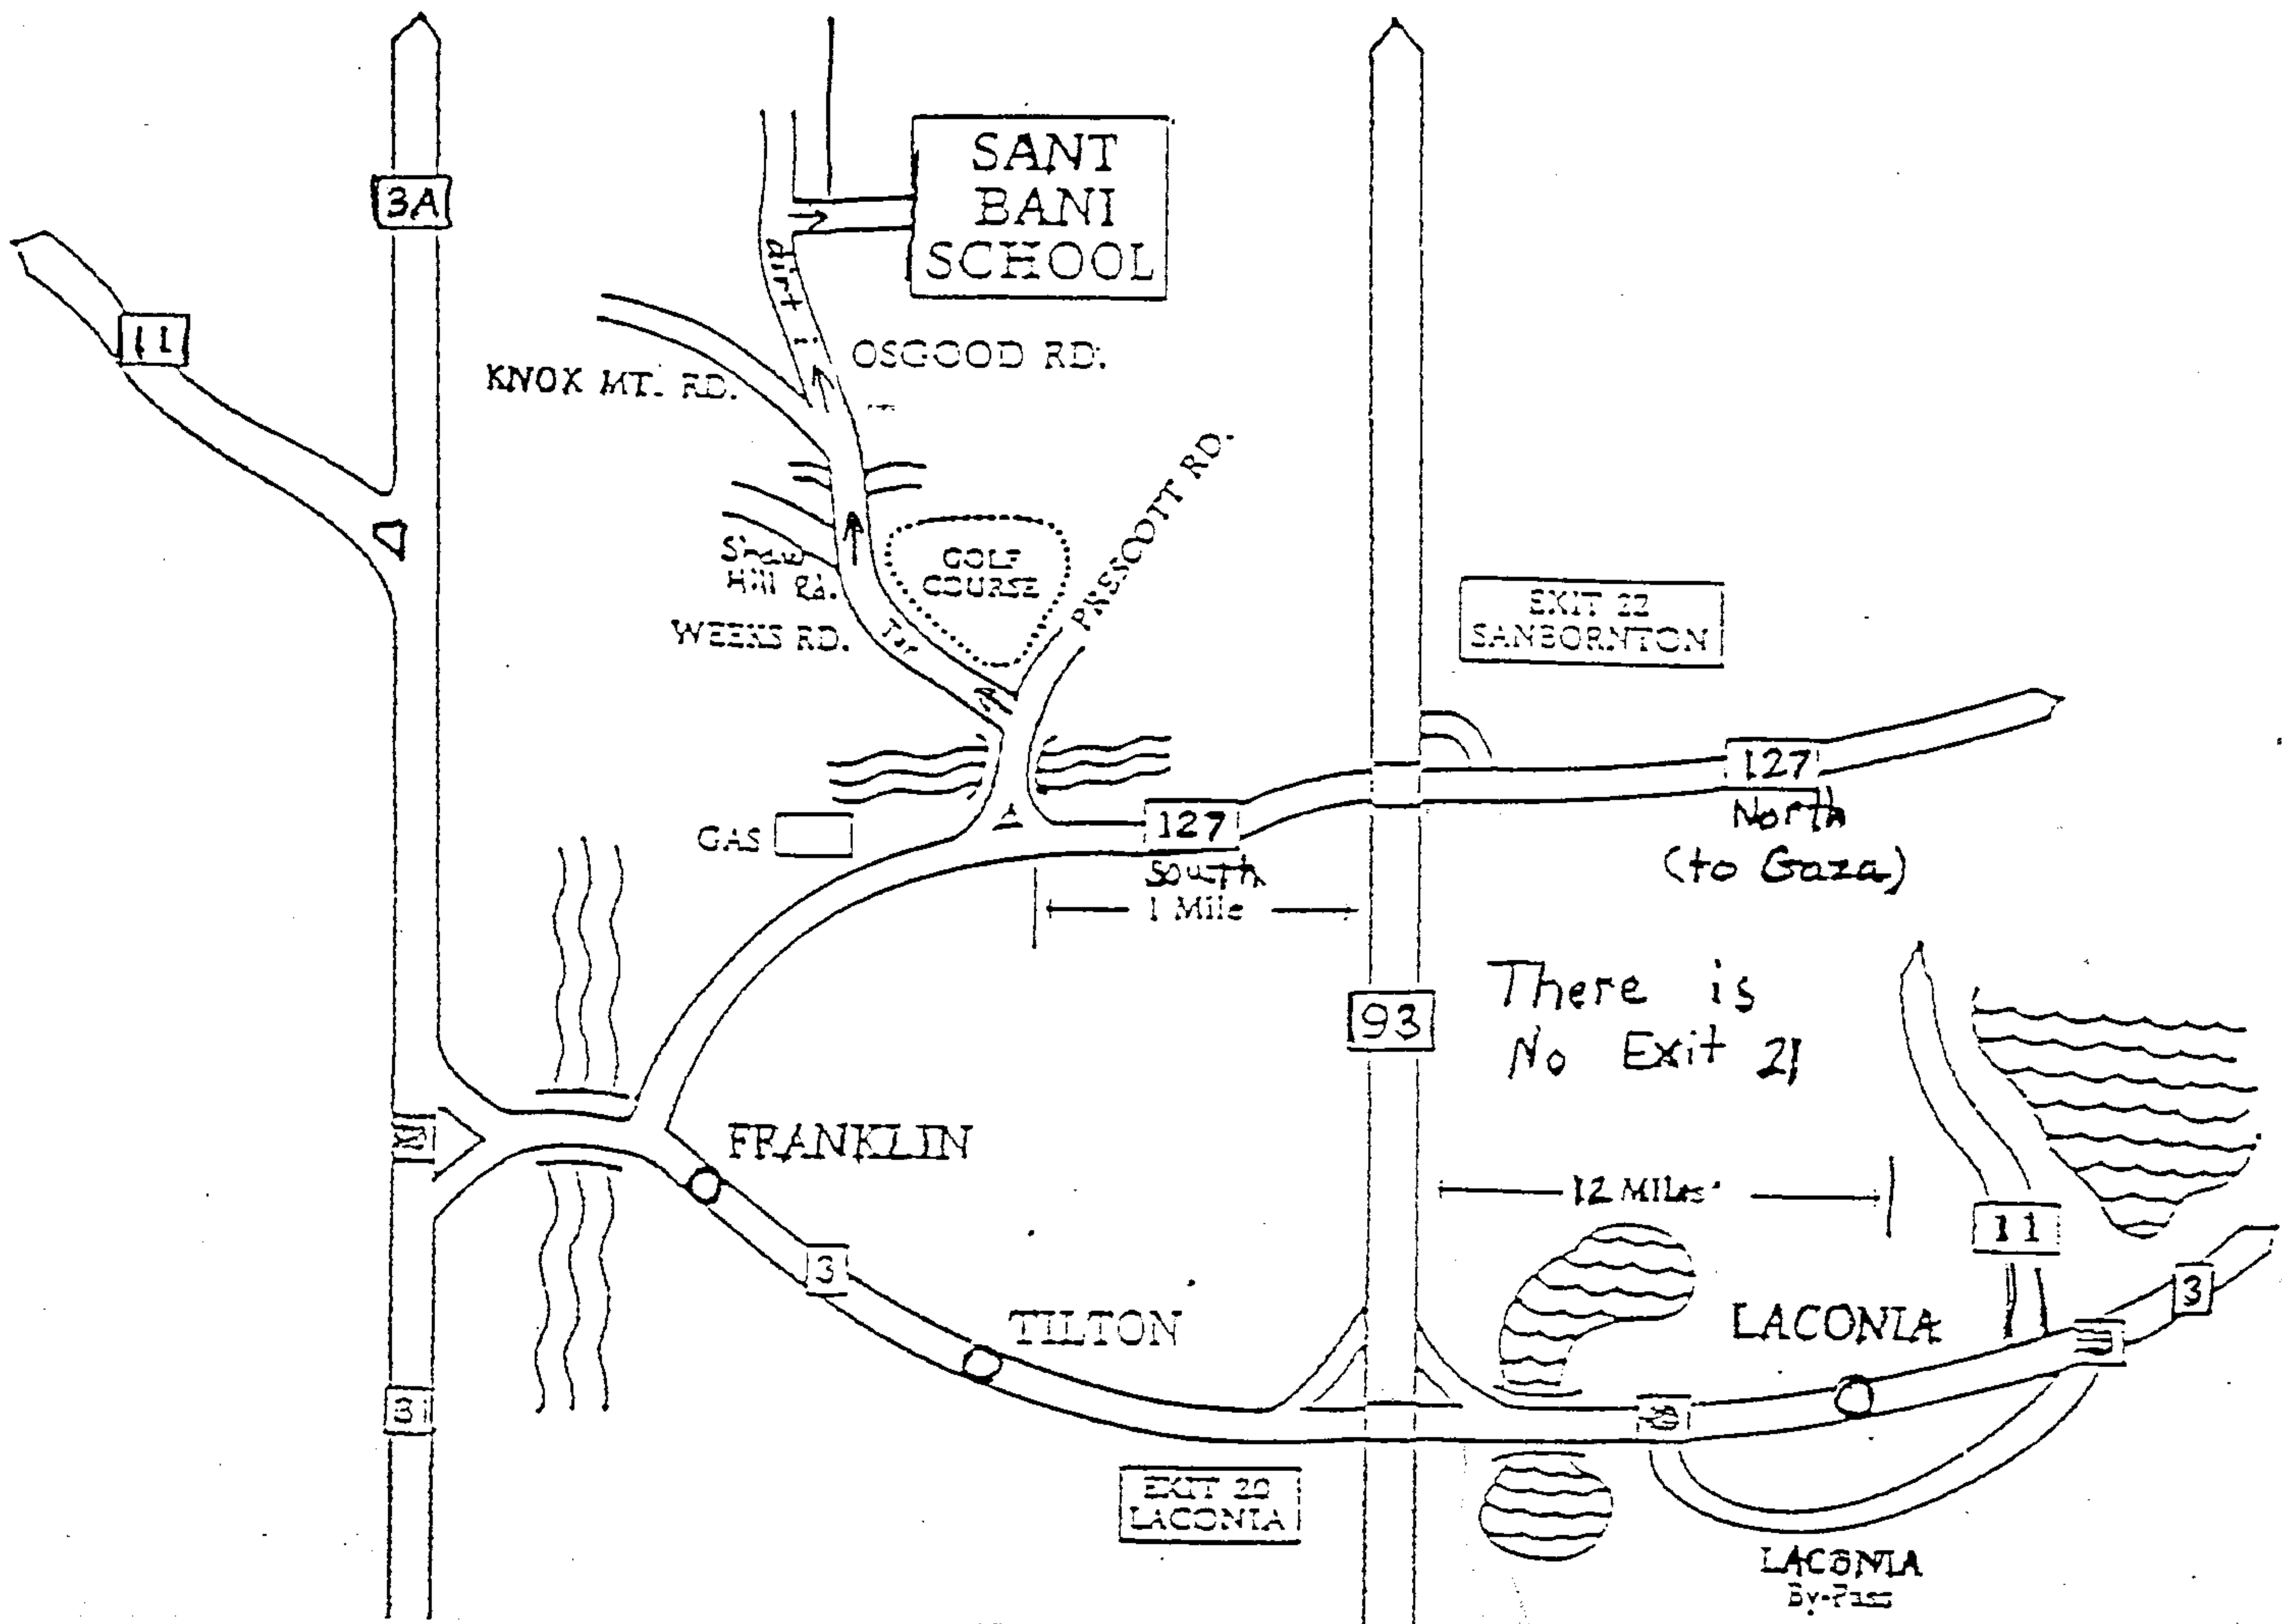 SANT
BANI
SCHOOL
3A
11
dirt
OSGOOD RD.
KNOX MT. RD.
PRESCOTT RD.
GOLF
COURSE
Hill Rd.
WEEKS RD.
Tar
EXIT 22
SANBORNTON
127
North
(to Gaza)
GAS
127
South
1 Mile
93
There is
No Exit 21
FRANKLIN
12 Miles
11
3
3
TILTON
LACONIA
3
EXIT 20
LACONIA
LACONIA
By-Pass